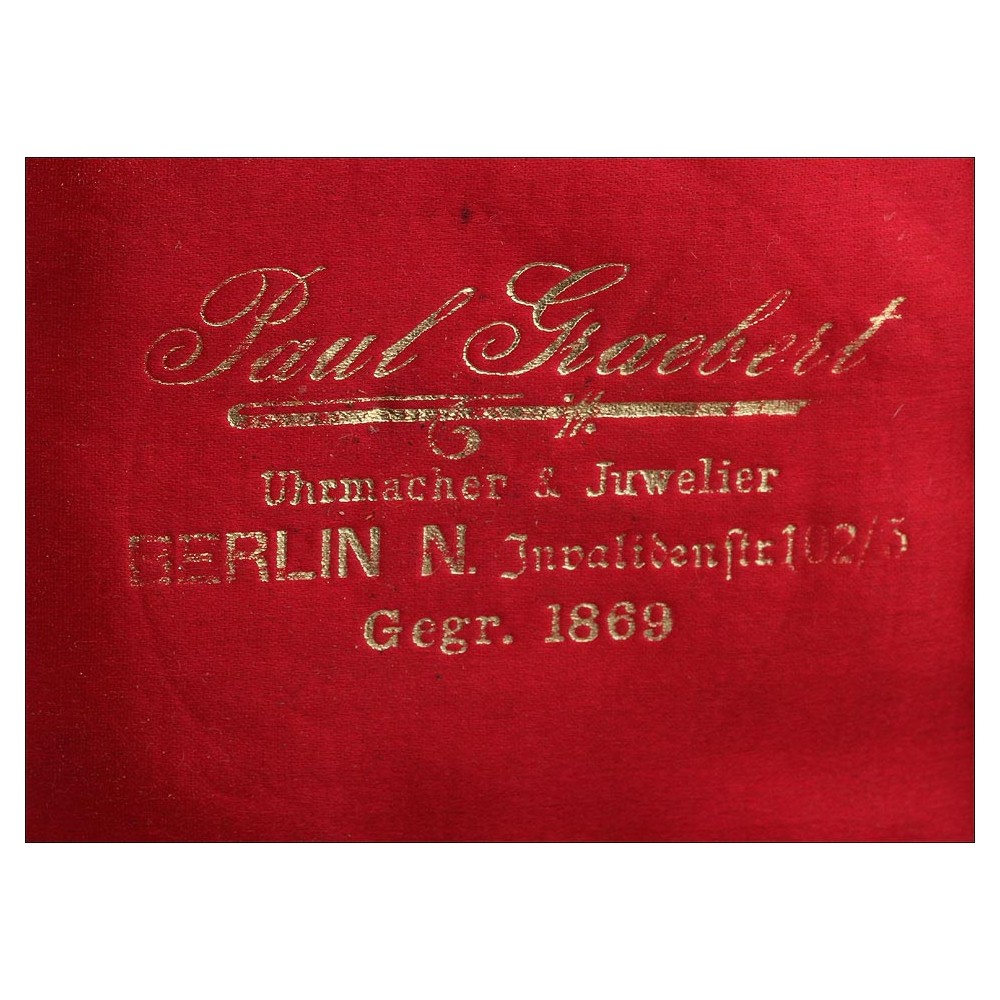 Paul Graebert
Uhrmacher & Juwelier
BERLIN N. Invalidenstr. 102/3
Gegr. 1869